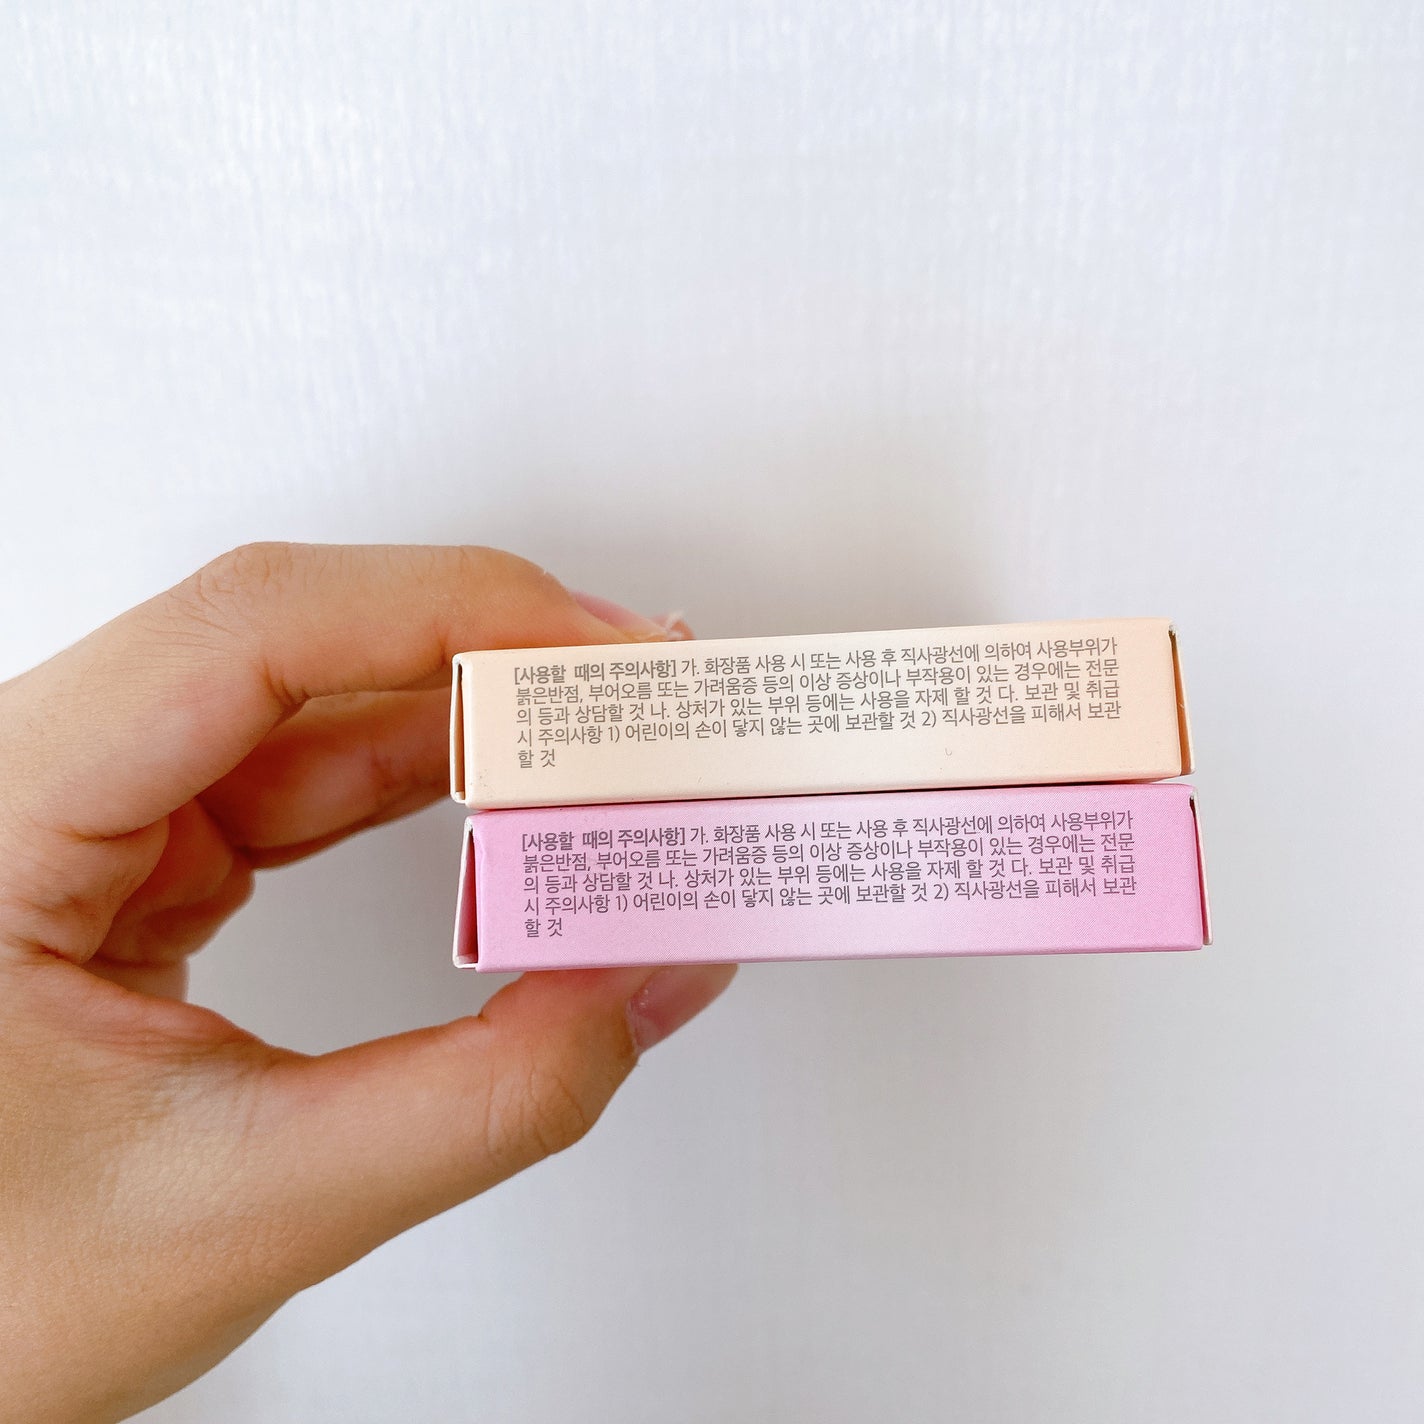 [사용할 때의 주의사항] 가. 화장품 사용 시 또는 사용 후 직사광선에 의하여 사용부위가
붉은반점, 부어오름 또는 가려움증 등의 이상 증상이나 부작용이 있는 경우에는 전문
의 등과 상담할 것 나. 상처가 있는 부위 등에는 사용을 자제 할 것 다. 보관 및 취급
시 주의사항 1) 어린이의 손이 닿지 않는 곳에 보관할 것 2) 직사광선을 피해서 보관
할 것
[사용할 때의 주의사항] 가. 화장품 사용 시 또는 사용 후 직사광선에 의하여 사용부위가
붉은반점, 부어오름 또는 가려움증 등의 이상 증상이나 부작용이 있는 경우에는 전문
의 등과 상담할 것 나. 상처가 있는 부위 등에는 사용을 자제 할 것 다. 보관 및 취급
시 주의사항 1) 어린이의 손이 닿지 않는 곳에 보관할 것 2) 직사광선을 피해서 보관
할 것